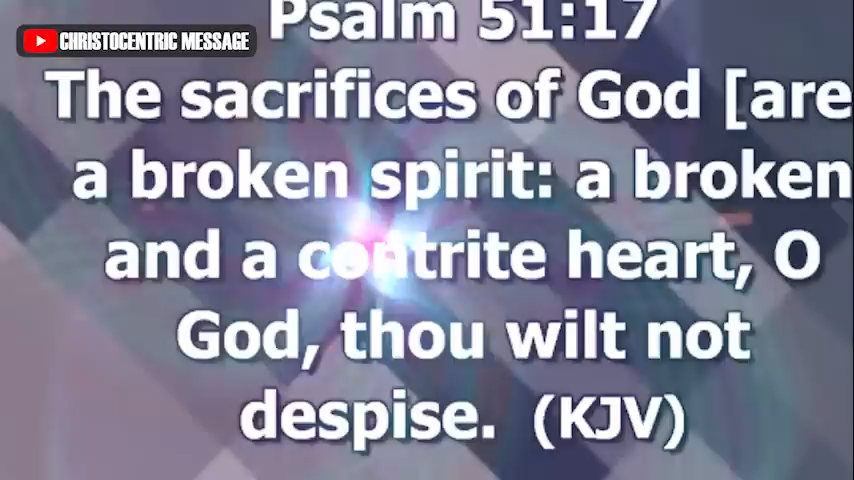 Psalm 51:17
CHRISTOCENTRIC MESSAGE
The sacrifices of God [are
a broken spirit: a broken
and a contrite heart, O
God, thou wilt not
despise. (KJV)